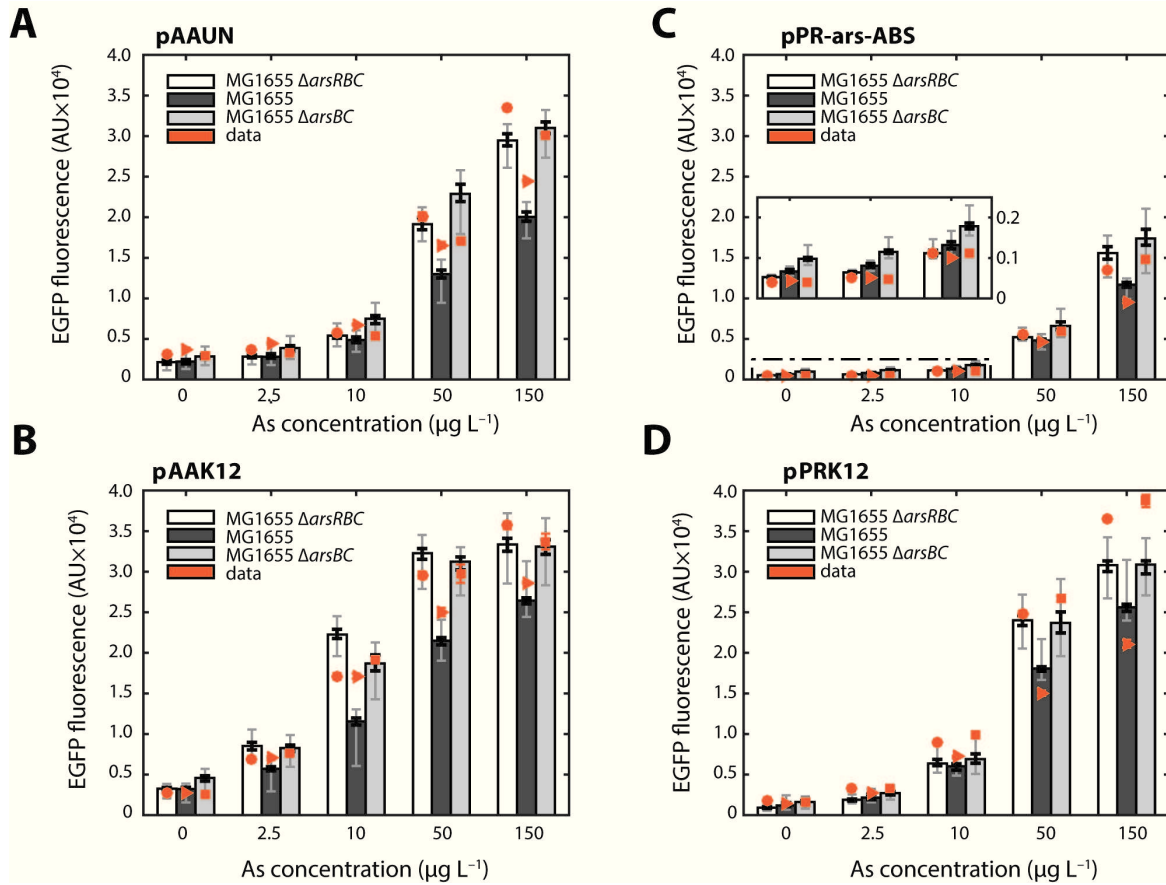 A
pAAUN
EGFP fluorescence (AU×10⁴)
4.0
3.5
3.0
2.5
2.0
1.5
1.0
0.5
0
MG1655 ΔarsRBC
MG1655
MG1655 ΔarsBC
data
0 2.5 10 50 150
As concentration (µg L⁻¹)
B
pAAK12
EGFP fluorescence (AU×10⁴)
4.0
3.5
3.0
2.5
2.0
1.5
1.0
0.5
0
MG1655 ΔarsRBC
MG1655
MG1655 ΔarsBC
data
0 2.5 10 50 150
As concentration (µg L⁻¹)
C
pPR-ars-ABS
EGFP fluorescence (AU×10⁴)
4.0
3.5
3.0
2.5
2.0
1.5
1.0
0.5
0
MG1655 ΔarsRBC
MG1655
MG1655 ΔarsBC
data
0.2
0.1
0
0 2.5 10 50 150
As concentration (µg L⁻¹)
D
pPRK12
EGFP fluorescence (AU×10⁴)
4.0
3.5
3.0
2.5
2.0
1.5
1.0
0.5
0
MG1655 ΔarsRBC
MG1655
MG1655 ΔarsBC
data
0 2.5 10 50 150
As concentration (µg L⁻¹)